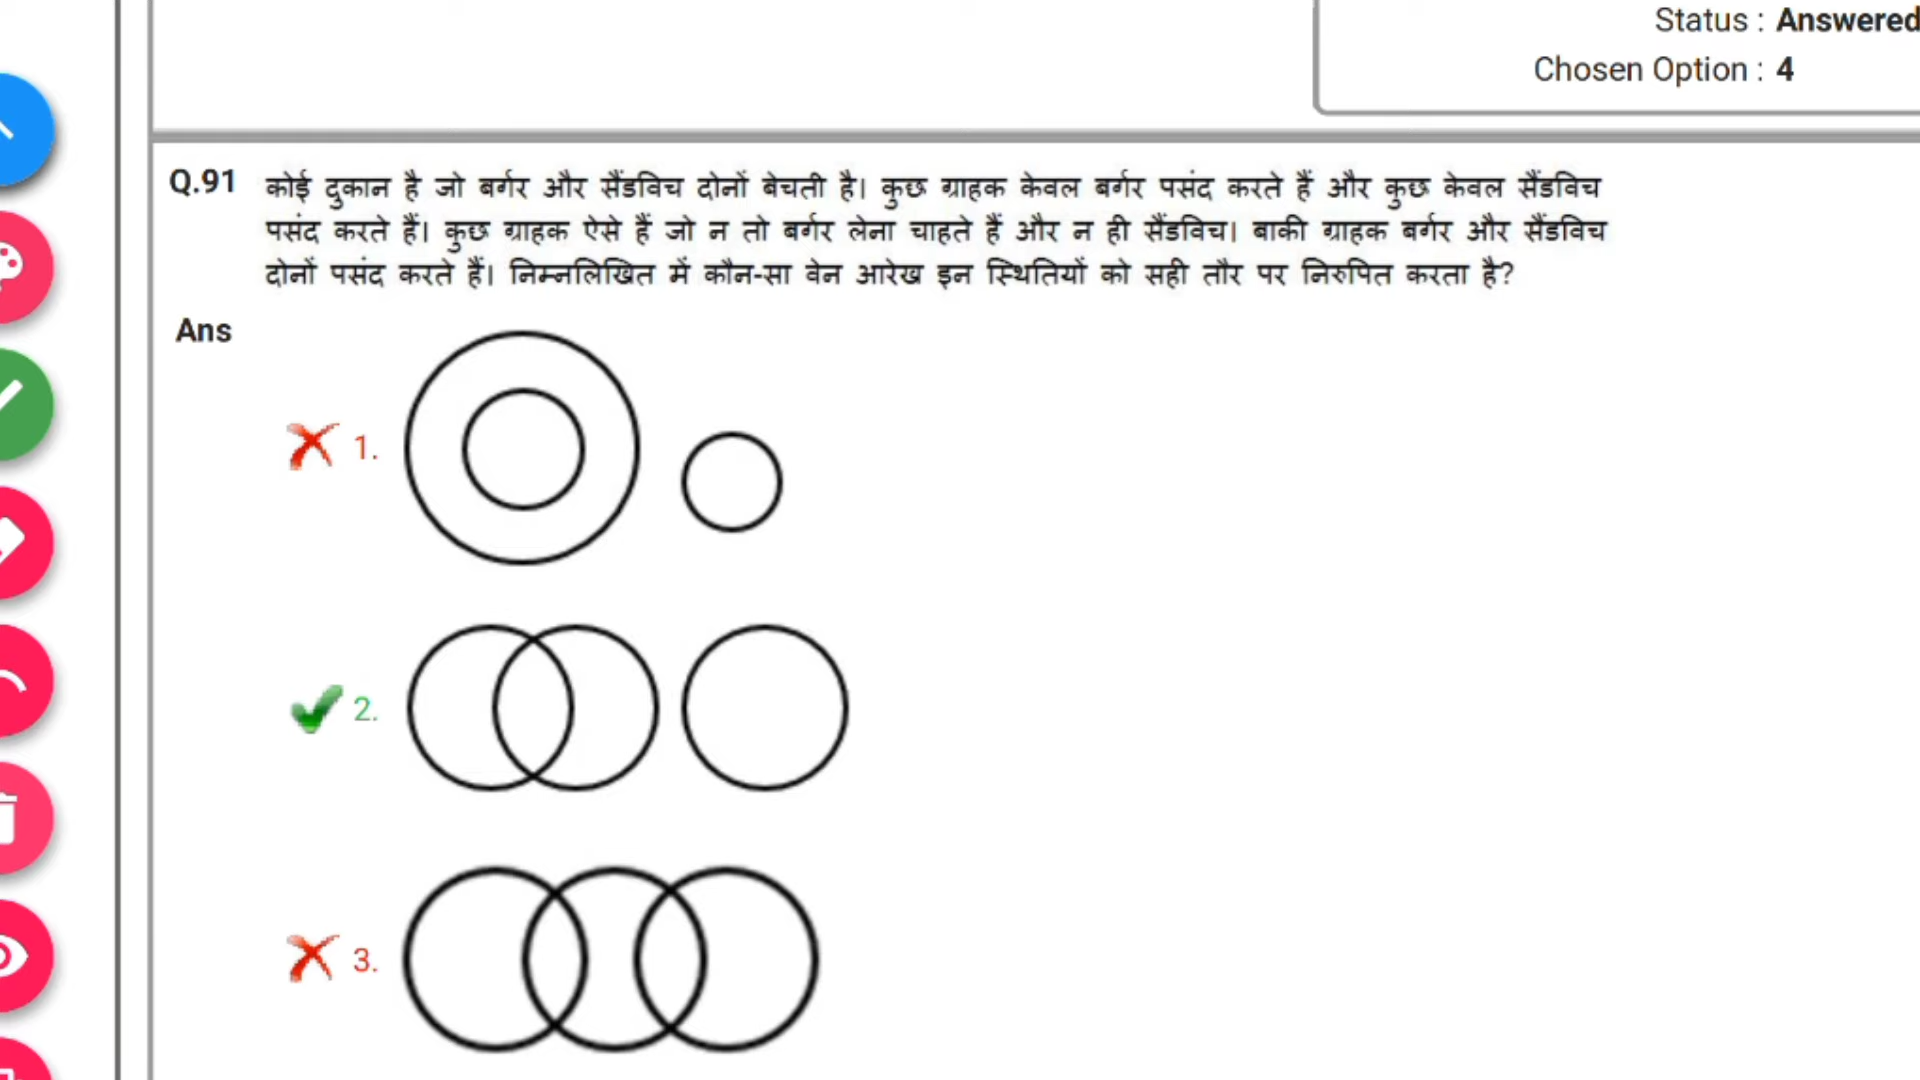 Status : Answered
Chosen Option : 4
Q.91 कोई दुकान है जो बर्गर और सैंडविच दोनों बेचती है। कुछ ग्राहक केवल बर्गर पसंद करते हैं और कुछ केवल सैंडविच
पसंद करते हैं। कुछ ग्राहक ऐसे हैं जो न तो बर्गर लेना चाहते हैं और न ही सैंडविच। बाकी ग्राहक बर्गर और सैंडविच
दोनों पसंद करते हैं। निम्नलिखित में कौन-सा वेन आरेख इन स्थितियों को सही तौर पर निरुपित करता है?
Ans
1.
2.
3.